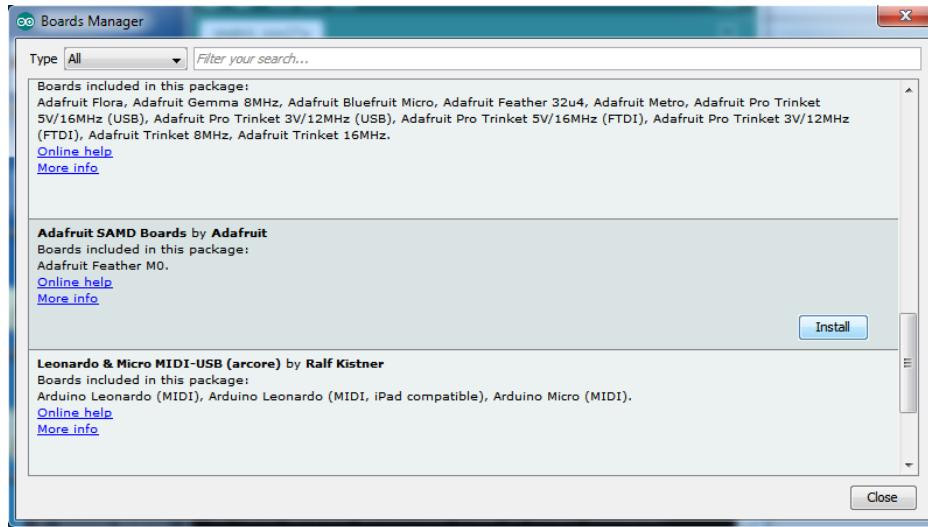 Boards Manager
Type All Filter your search...
Boards included in this package:
Adafruit Flora, Adafruit Gemma 8MHz, Adafruit Bluefruit Micro, Adafruit Feather 32u4, Adafruit Metro, Adafruit Pro Trinket
5V/16MHz (USB), Adafruit Pro Trinket 3V/12MHz (USB), Adafruit Pro Trinket 5V/16MHz (FTDI), Adafruit Pro Trinket 3V/12MHz
(FTDI), Adafruit Trinket 8MHz, Adafruit Trinket 16MHz.
Online help
More info
Adafruit SAMD Boards by Adafruit
Boards included in this package:
Adafruit Feather M0.
Online help
More info
Install
Leonardo & Micro MIDI-USB (arcore) by Ralf Kistner
Boards included in this package:
Arduino Leonardo (MIDI), Arduino Leonardo (MIDI, iPad compatible), Arduino Micro (MIDI).
Online help
More info
Close